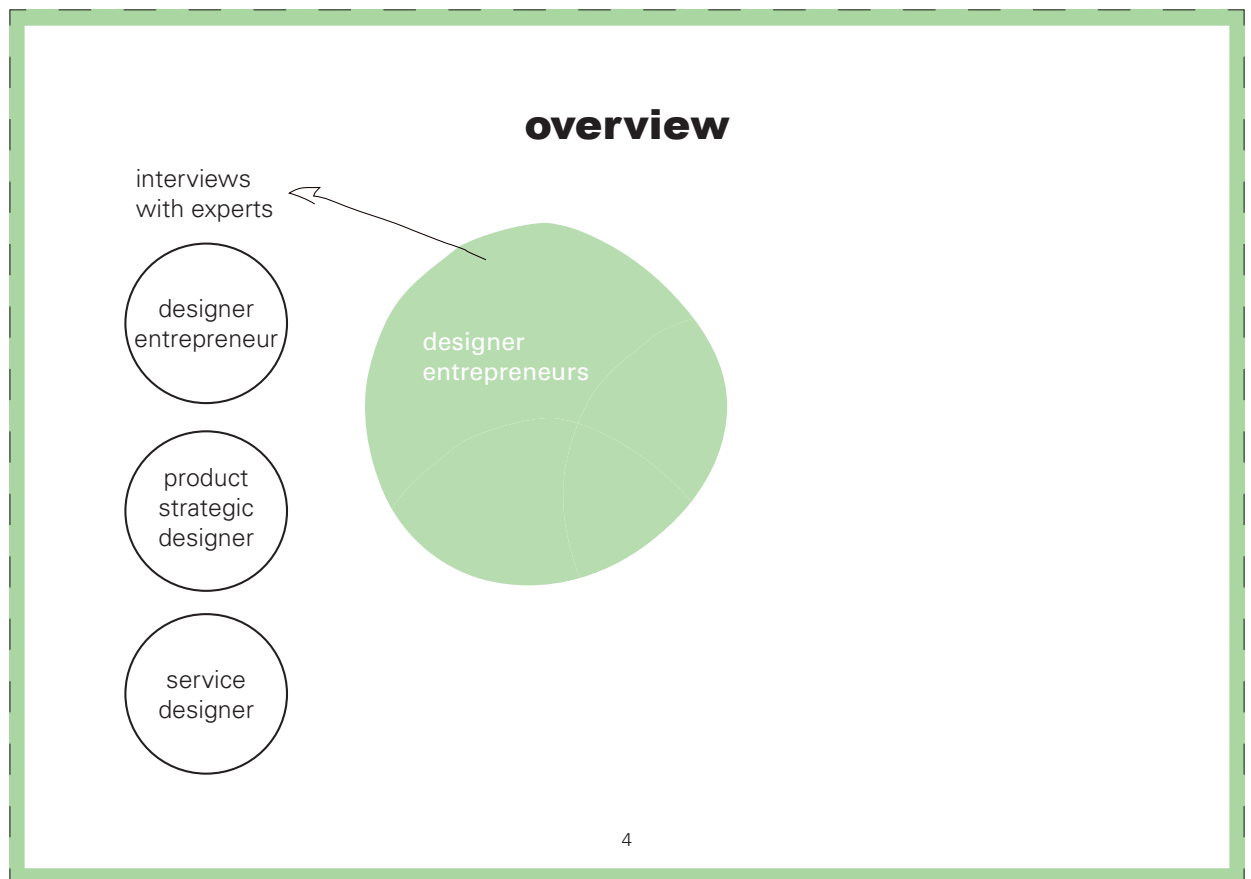 overview
interviews
with experts
designer
entrepreneur
designer
entrepreneurs
product
strategic
designer
service
designer
4